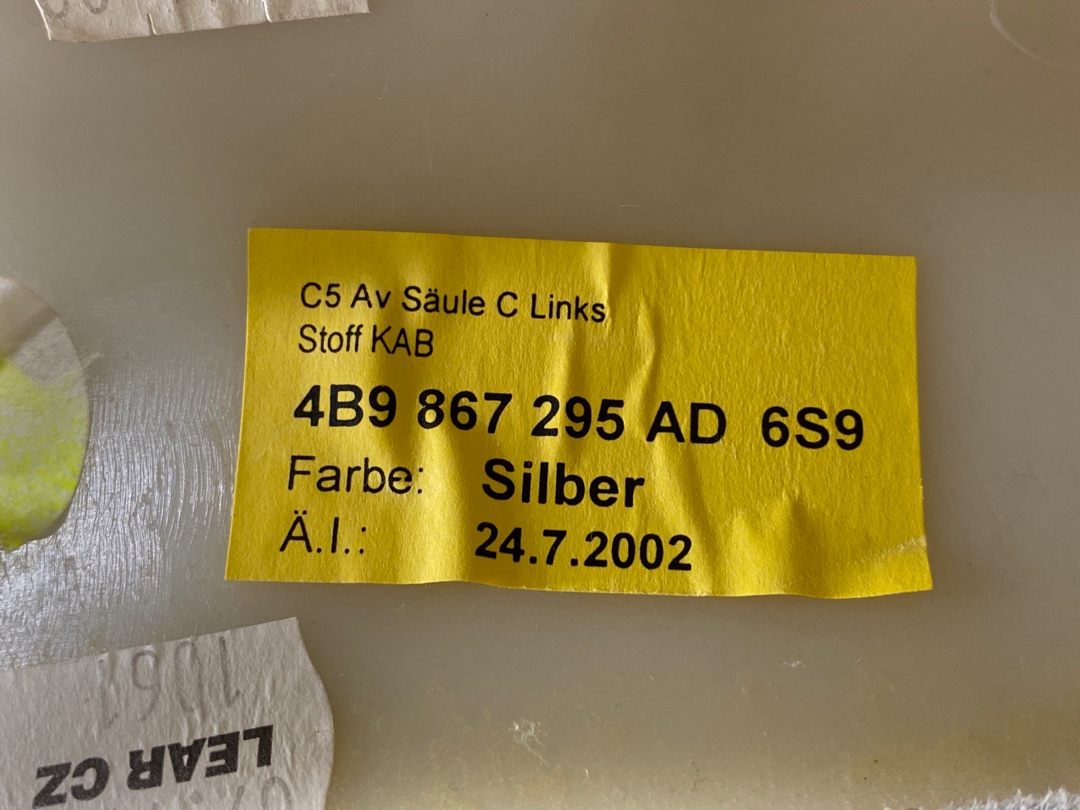 C5 Av Säule C Links
Stoff KAB
4B9 867 295 AD 6S9
Farbe: Silber
Ä.I.: 24.7.2002
LEAR CZ